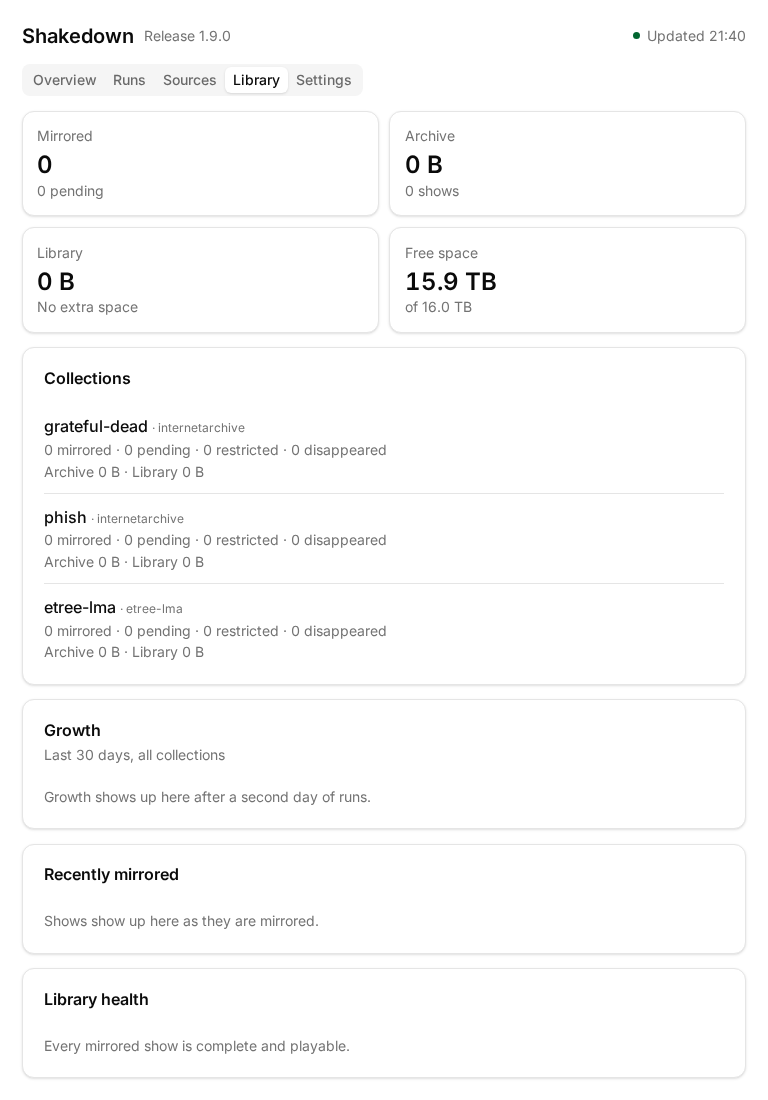 Shakedown Release 1.9.0
Updated 21:40
Overview Runs Sources Library Settings
Mirrored
0
0 pending
Archive
0 B
0 shows
Library
0 B
No extra space
Free space
15.9 TB
of 16.0 TB
Collections
grateful-dead · internetarchive
0 mirrored · 0 pending · 0 restricted · 0 disappeared
Archive 0 B · Library 0 B
phish · internetarchive
0 mirrored · 0 pending · 0 restricted · 0 disappeared
Archive 0 B · Library 0 B
etree-lma · etree-lma
0 mirrored · 0 pending · 0 restricted · 0 disappeared
Archive 0 B · Library 0 B
Growth
Last 30 days, all collections
Growth shows up here after a second day of runs.
Recently mirrored
Shows show up here as they are mirrored.
Library health
Every mirrored show is complete and playable.